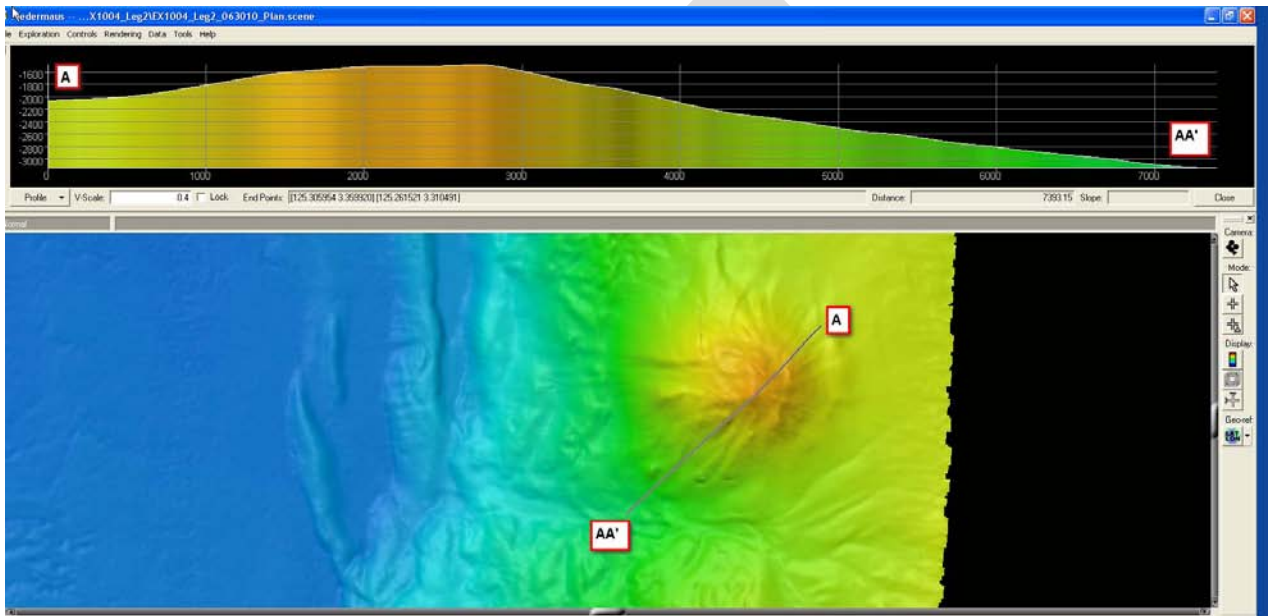 edermaus -- ...X1004_Leg2\EX1004_Leg2_063010_Plan.scene
le Exploration Controls Rendering Data Tools Help
A
-1600
-1800
-2000
-2200
-2400
-2600
-2800
-3000
AA'
0 1000 2000 3000 4000 5000 6000 7000
Profile V-Scale: 0.4 Lock End Points: [[125.305954 3.359920] [125.261521 3.310491] Distance: 7393.15 Slope: Close
Camera:
Mode:
Display:
Geo-ref:
A
AA'